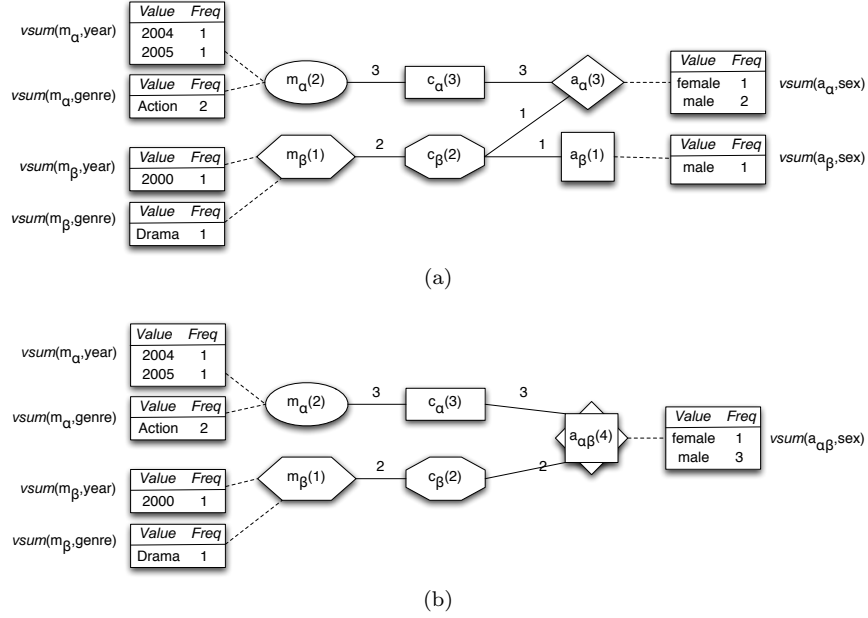 Value Freq
vsum(mα,year)
2004 1
2005 1
mα(2)
3
cα(3)
3
aα(3)
Value Freq
female 1
male 2
vsum(aα,sex)
vsum(mα,genre)
Value Freq
Action 2
1
vsum(mβ,year)
Value Freq
2000 1
mβ(1)
2
cβ(2)
1
aβ(1)
Value Freq
male 1
vsum(aβ,sex)
vsum(mβ,genre)
Value Freq
Drama 1
(a)
Value Freq
vsum(mα,year)
2004 1
2005 1
mα(2)
3
cα(3)
3
vsum(mα,genre)
Value Freq
Action 2
aαβ(4)
Value Freq
female 1
male 3
vsum(aαβ,sex)
vsum(mβ,year)
Value Freq
2000 1
mβ(1)
2
cβ(2)
2
vsum(mβ,genre)
Value Freq
Drama 1
(b)